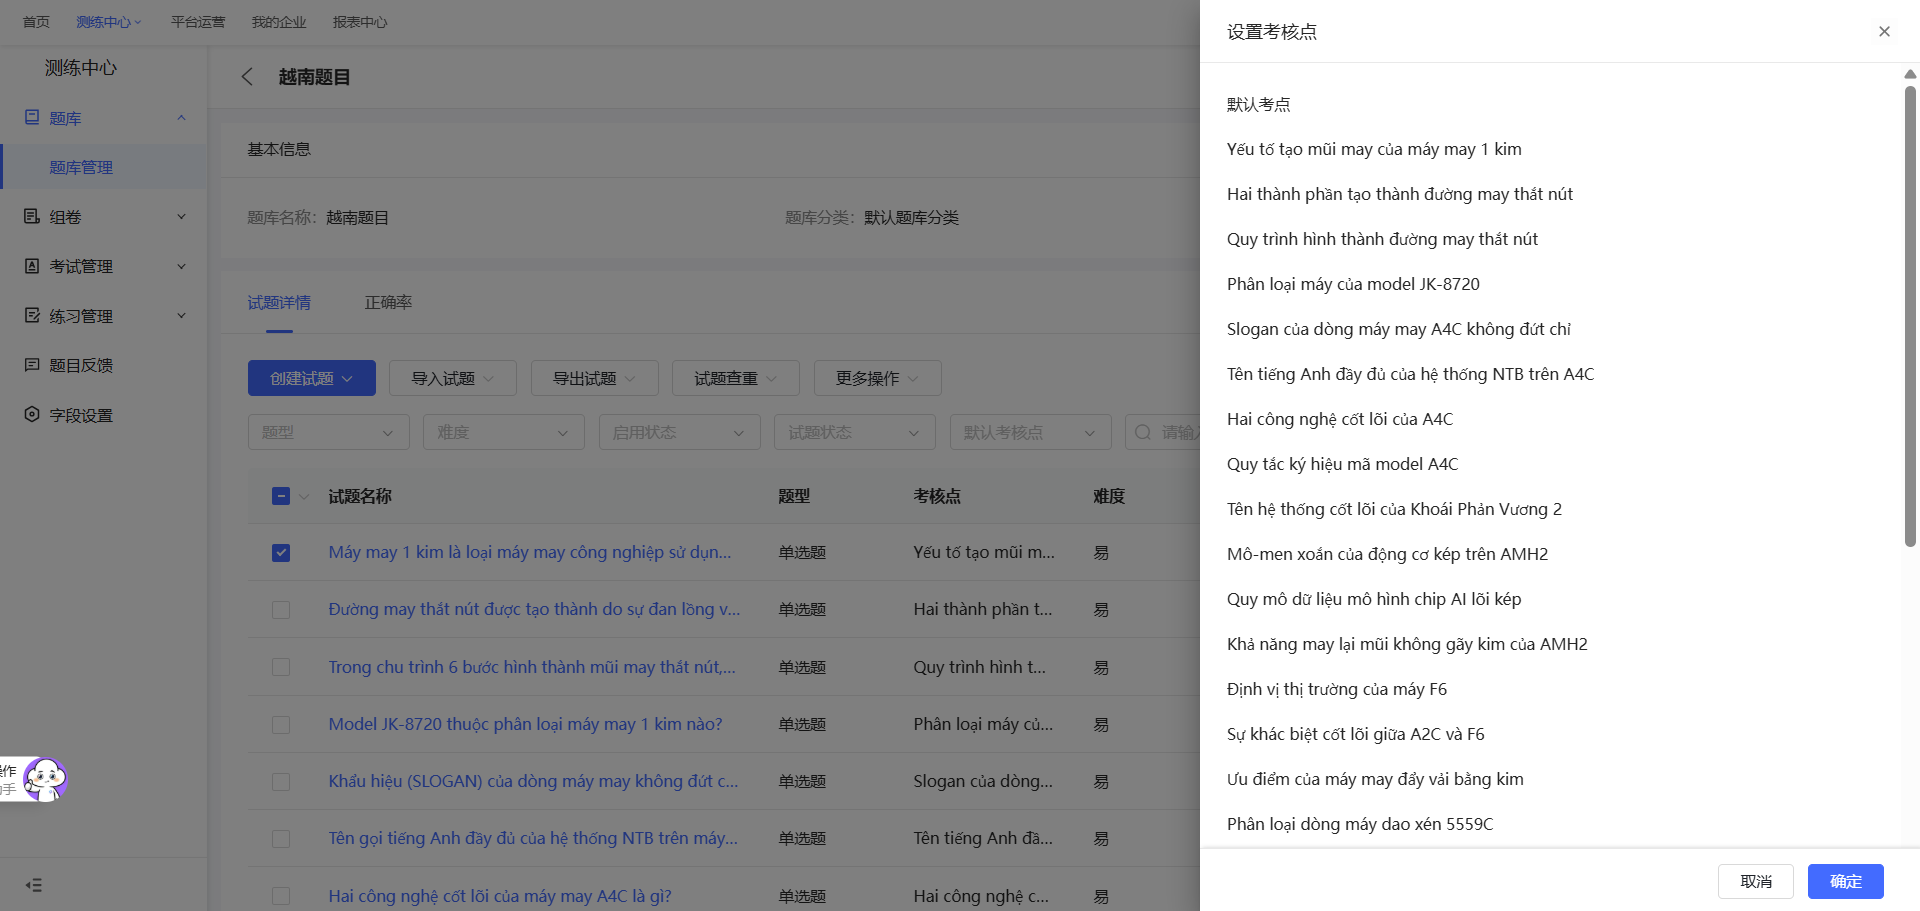 首页 测练中心 平台运营 我的企业 报表中心
测练中心
题库
题库管理
组卷
考试管理
练习管理
题目反馈
字段设置
操作
助手
越南题目
基本信息
题库名称: 越南题目 题库分类: 默认题库分类
试题详情 正确率
创建试题 导入试题 导出试题 试题查重 更多操作
题型 难度 启用状态 试题状态 默认考核点 请输入
试题名称 题型 考核点 难度
Máy may 1 kim là loại máy may công nghiệp sử dụn... 单选题 Yếu tố tạo mũi m... 易
Đường may thắt nút được tạo thành do sự đan lồng v... 单选题 Hai thành phần t... 易
Trong chu trình 6 bước hình thành mũi may thắt nút,... 单选题 Quy trình hình t... 易
Model JK-8720 thuộc phân loại máy may 1 kim nào? 单选题 Phân loại máy củ... 易
Khẩu hiệu (SLOGAN) của dòng máy may không đứt c... 单选题 Slogan của dòng... 易
Tên gọi tiếng Anh đầy đủ của hệ thống NTB trên máy... 单选题 Tên tiếng Anh đầ... 易
Hai công nghệ cốt lõi của máy may A4C là gì? 单选题 Hai công nghệ c... 易
设置考核点
默认考点
Yếu tố tạo mũi may của máy may 1 kim
Hai thành phần tạo thành đường may thắt nút
Quy trình hình thành đường may thắt nút
Phân loại máy của model JK-8720
Slogan của dòng máy may A4C không đứt chỉ
Tên tiếng Anh đầy đủ của hệ thống NTB trên A4C
Hai công nghệ cốt lõi của A4C
Quy tắc ký hiệu mã model A4C
Tên hệ thống cốt lõi của Khoái Phản Vương 2
Mô-men xoắn của động cơ kép trên AMH2
Quy mô dữ liệu mô hình chip AI lõi kép
Khả năng may lại mũi không gãy kim của AMH2
Định vị thị trường của máy F6
Sự khác biệt cốt lõi giữa A2C và F6
Ưu điểm của máy may đẩy vải bằng kim
Phân loại dòng máy dao xén 5559C
取消 确定